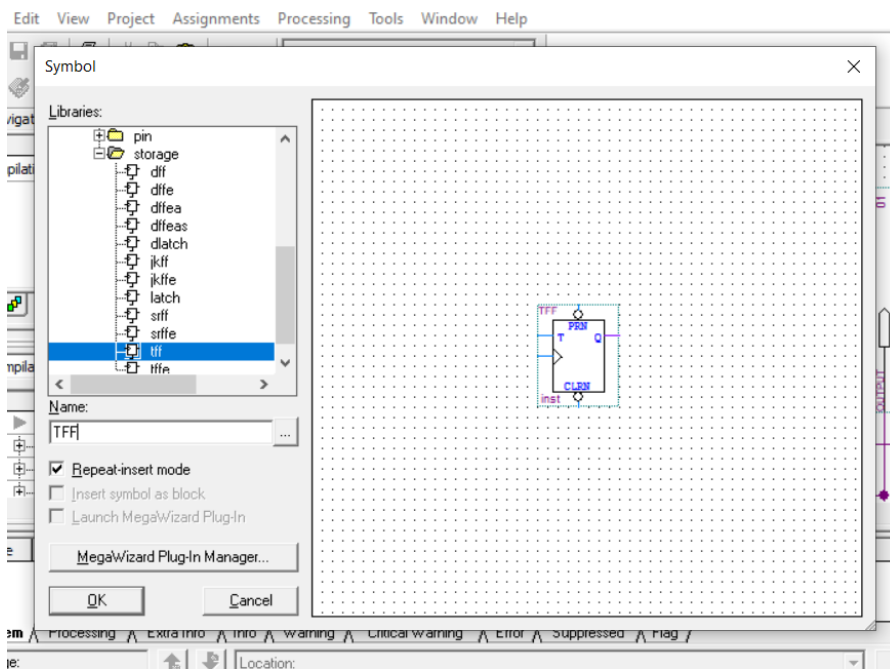 Edit View Project Assignments Processing Tools Window Help
Symbol
Libraries:
pin
storage
dff
dffe
dffea
dffeas
dlatch
jkff
jkffe
latch
srff
srffe
tff
tffe
Name:
TFF
...
Repeat-insert mode
Insert symbol as block
Launch MegaWizard Plug-In
MegaWizard Plug-In Manager...
OK Cancel
TFF
PRN
T Q
CLRN
inst
OUTPUT
Processing Extra Info Info Warning Critical Warning Error Suppressed Flag
Location: